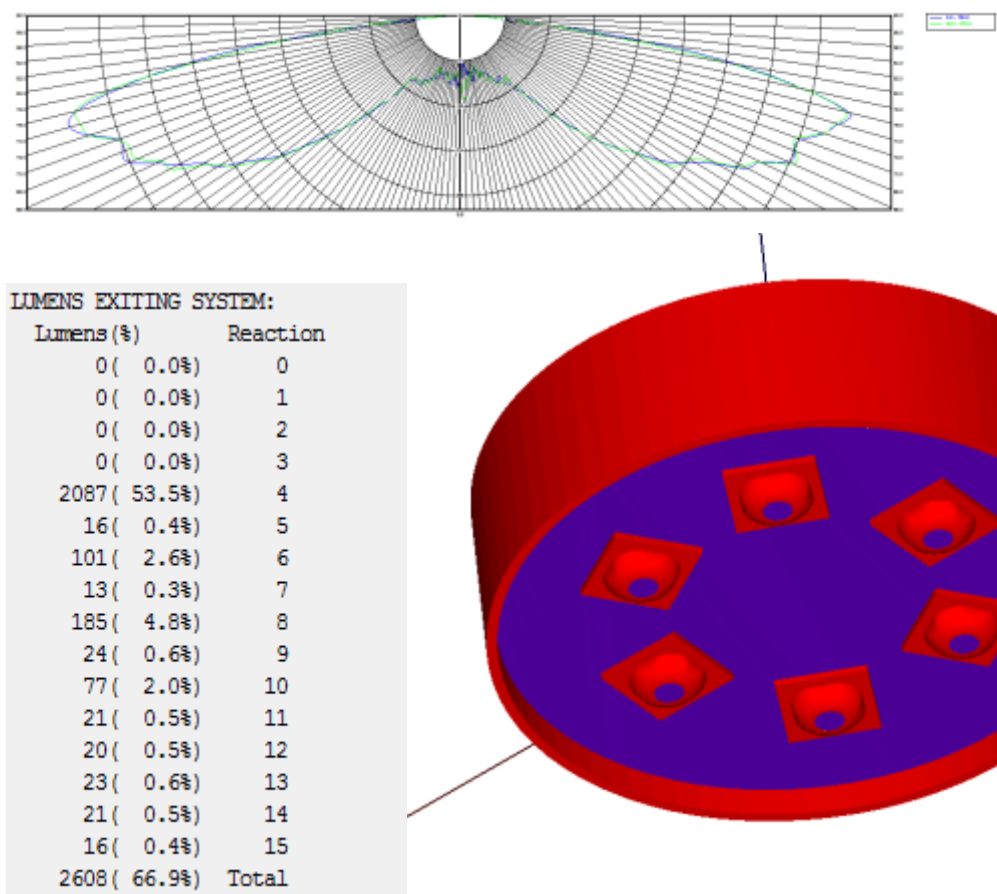 LUMENS EXITING SYSTEM:
Lumens(%) Reaction
0( 0.0%) 0
0( 0.0%) 1
0( 0.0%) 2
0( 0.0%) 3
2087( 53.5%) 4
16( 0.4%) 5
101( 2.6%) 6
13( 0.3%) 7
185( 4.8%) 8
24( 0.6%) 9
77( 2.0%) 10
21( 0.5%) 11
20( 0.5%) 12
23( 0.6%) 13
21( 0.5%) 14
16( 0.4%) 15
2608( 66.9%) Total